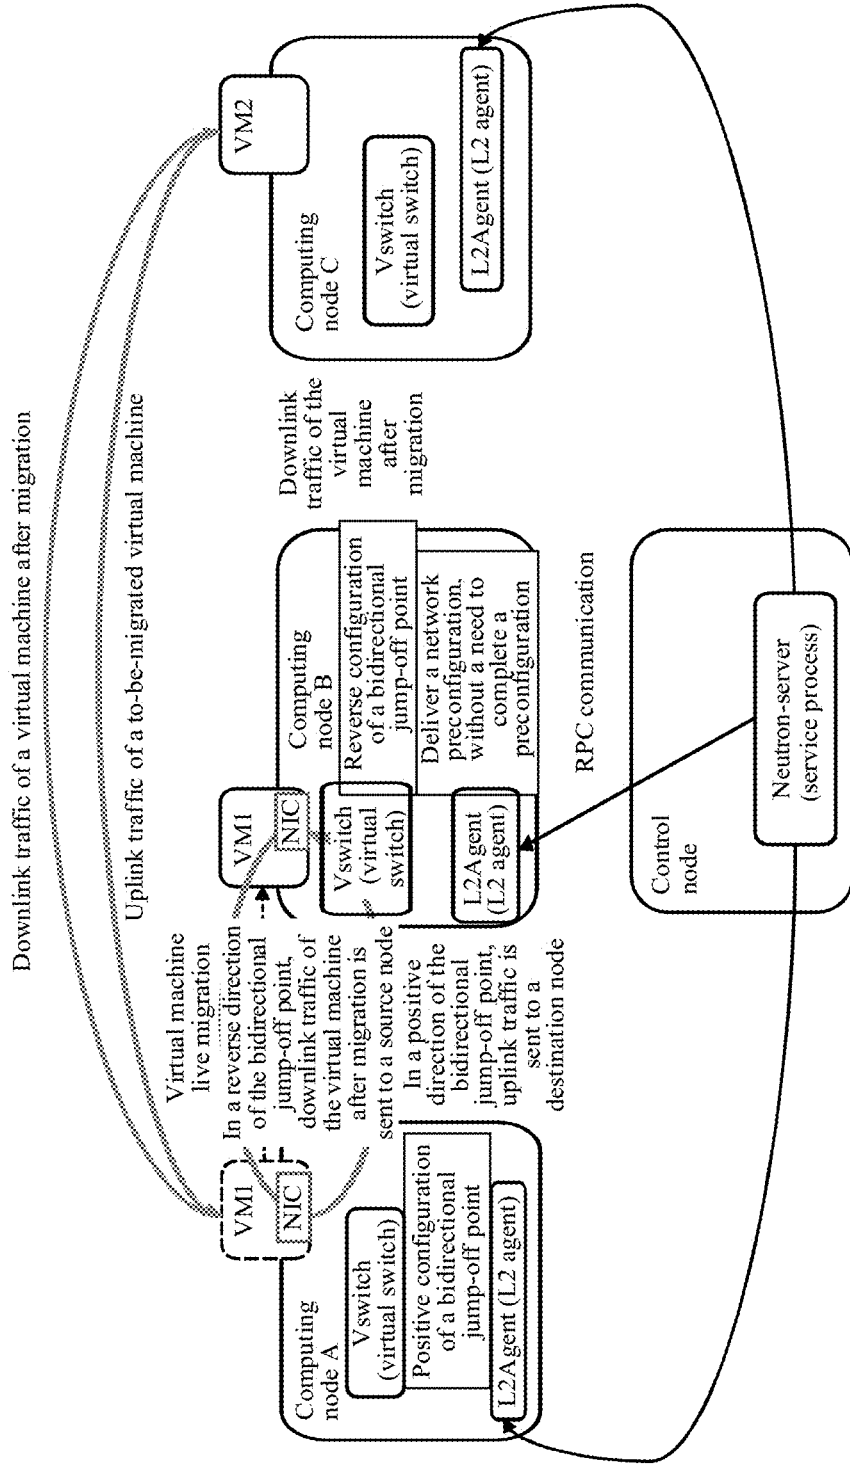 Downlink traffic of a virtual machine after migration
Uplink traffic of a to-be-migrated virtual machine
Virtual machine
live migration
VM1
NIC
Computing
node A
Vswitch
(virtual switch)
Positive configuration
of a bidirectional
jump-off point
L2Agent (L2 agent)
In a reverse direction
of the bidirectional
jump-off point,
downlink traffic of
the virtual machine
after migration is
sent to a source node
In a positive
direction of the
bidirectional
jump-off point,
uplink traffic is
sent to a
destination node
VM1
NIC
Computing
node B
Vswitch
(virtual
switch)
Reverse configuration
of a bidirectional
jump-off point
Deliver a network
preconfiguration,
without a need to
complete a
preconfiguration
L2Agent
(L2 agent)
Downlink
traffic of the
virtual
machine
after
migration
VM2
Computing
node C
Vswitch
(virtual switch)
L2Agent (L2 agent)
RPC communication
Control
node
Neutron-server
(service process)